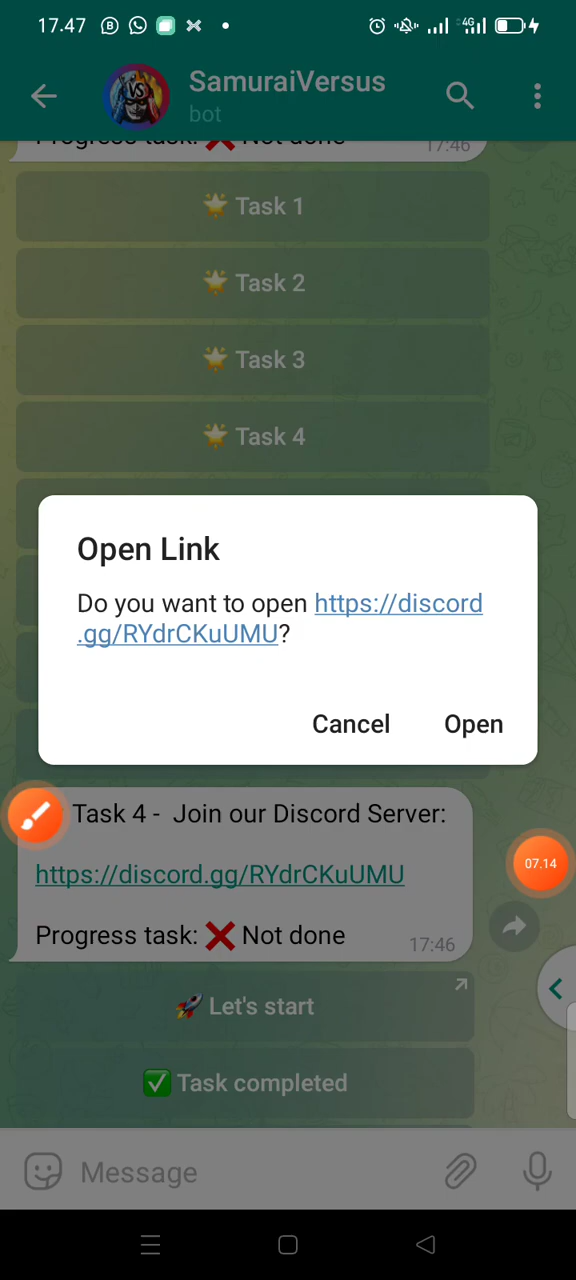 17.47
4G
SamuraiVersus
bot
Progress task: ❌ Not done 17:46
🌟 Task 1
🌟 Task 2
🌟 Task 3
🌟 Task 4
Open Link
Do you want to open https://discord
.gg/RYdrCKuUMU?
Cancel Open
Task 4 - Join our Discord Server:
07.14
https://discord.gg/RYdrCKuUMU
Progress task: ❌ Not done 17:46
🚀 Let's start
✅ Task completed
Message